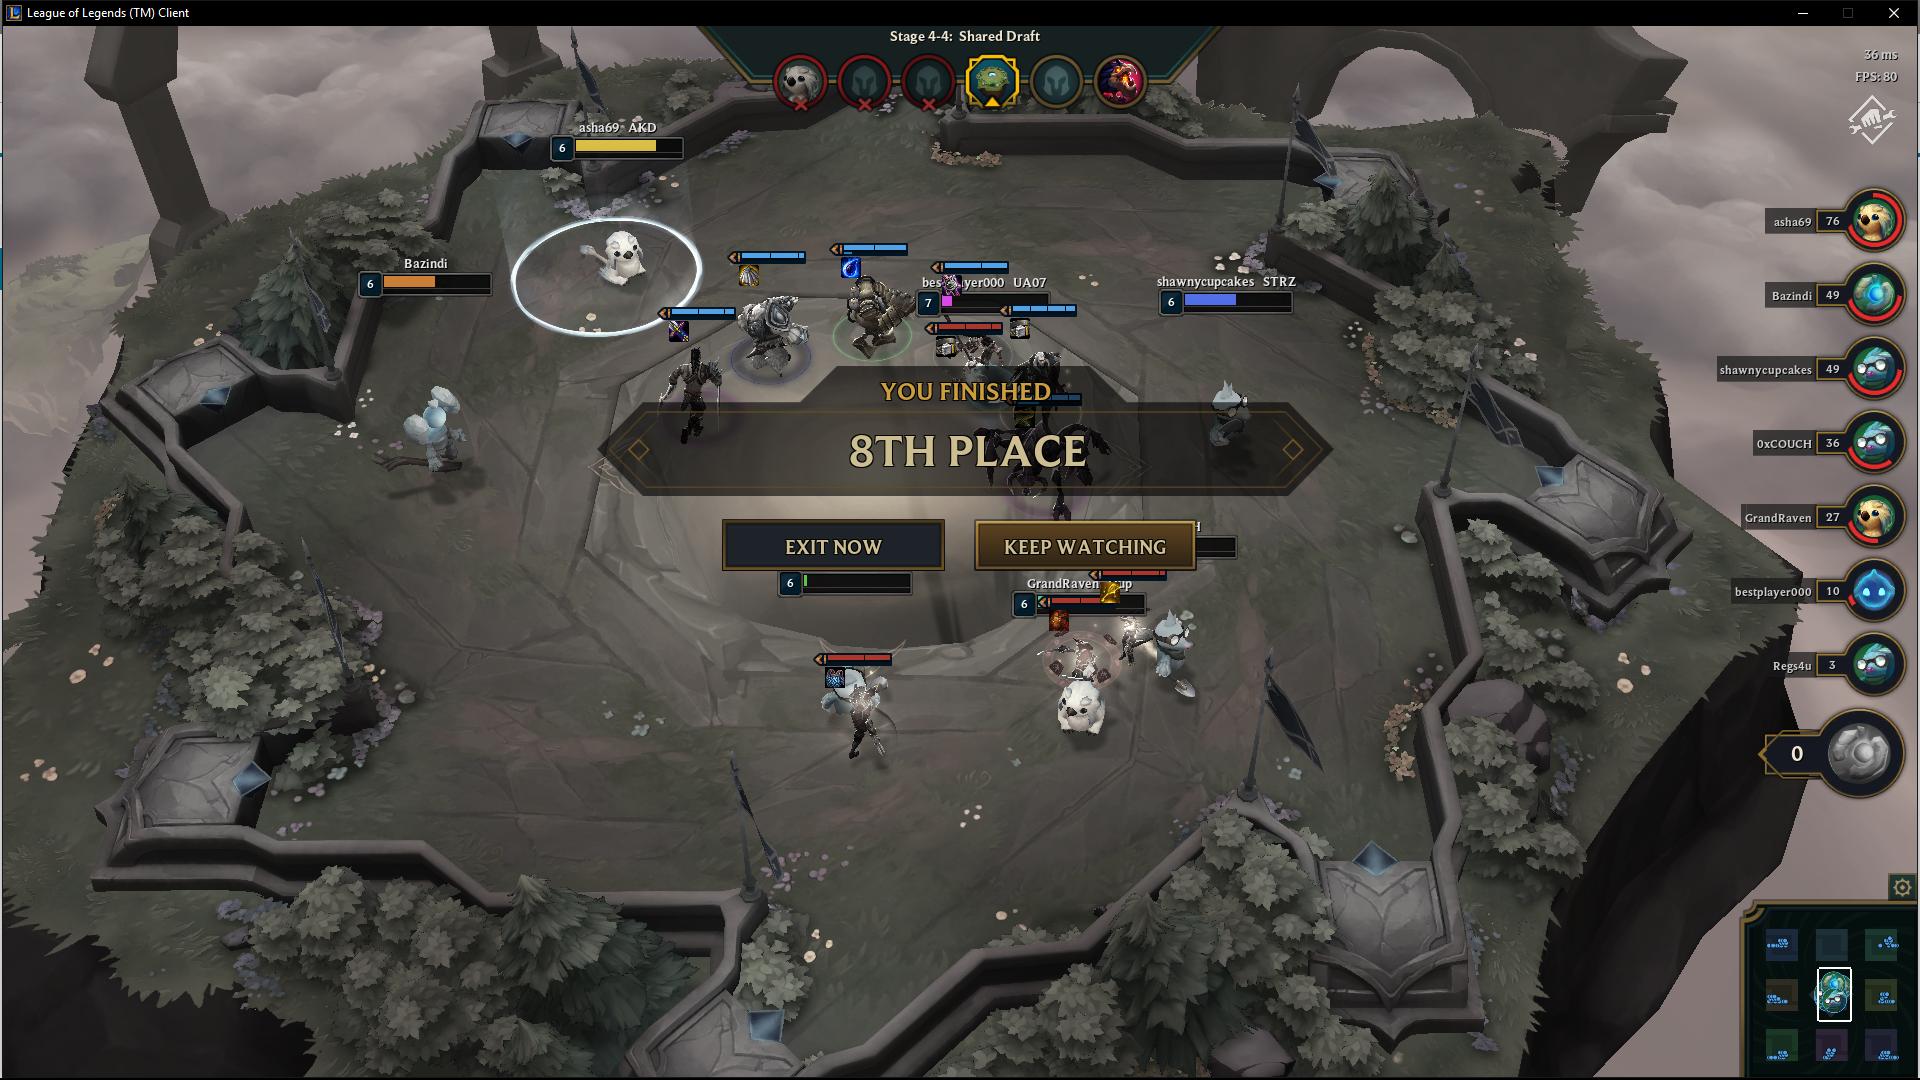 League of Legends (TM) Client
Stage 4-4: Shared Draft
36 ms
FPS: 80
asha69 AKD
6
Bazindi
6
bestplayer000 UA07
7
shawnycupcakes STRZ
6
asha69 76
Bazindi 49
shawnycupcakes 49
0xCOUCH 36
GrandRaven 27
bestplayer000 10
Regs4u 3
0
YOU FINISHED
8TH PLACE
EXIT NOW
KEEP WATCHING
H
6
GrandRaven
6